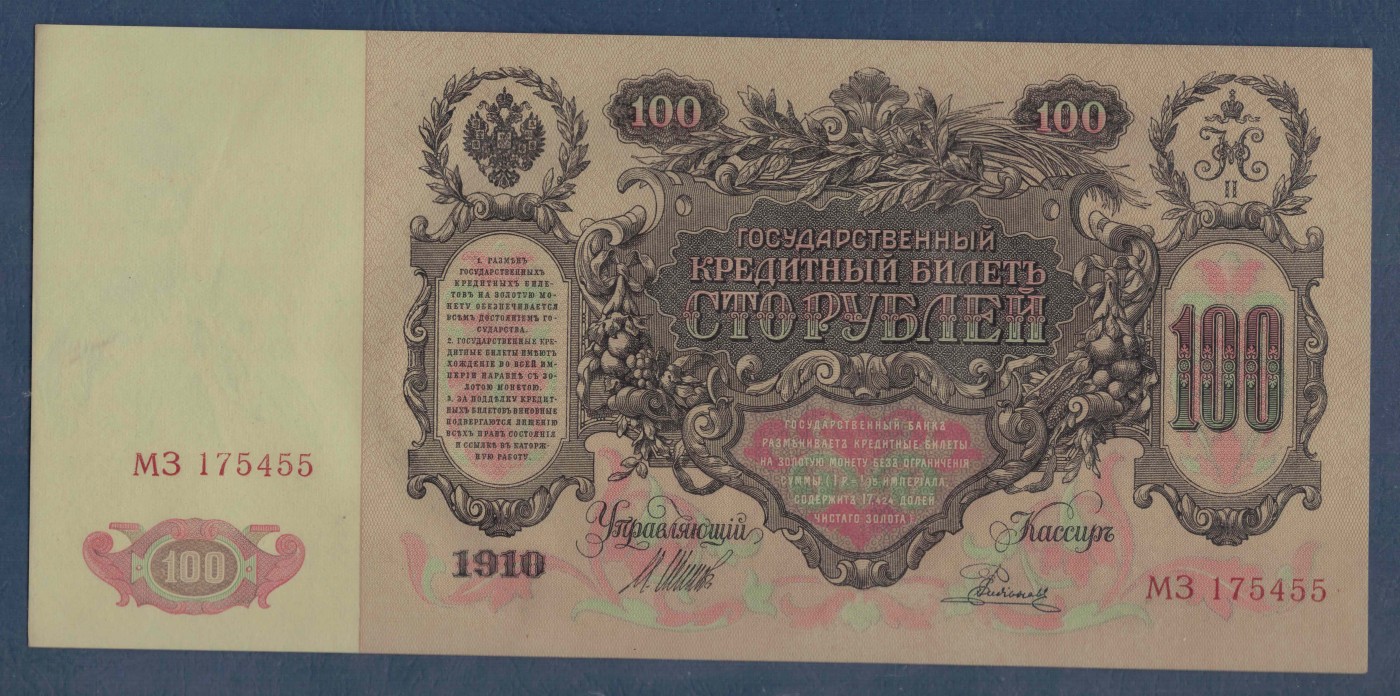 100
100
II
ГОСУДАРСТВЕННЫЙ
КРЕДИТНЫЙ БИЛЕТЪ
СТО РУБЛЕЙ
1. РАЗМѢНЪ
ГОСУДАРСТВЕННЫХЪ
КРЕДИТНЫХЪ БИЛЕ-
ТОВЪ НА ЗОЛОТУЮ МО-
НЕТУ ОБЕЗПЕЧИВАЕТСЯ
ВСѢМЪ ДОСТОЯНІЕМЪ ГО-
СУДАРСТВА.
2. ГОСУДАРСТВЕННЫЕ КРЕ-
ДИТНЫЕ БИЛЕТЫ ИМѢЮТЪ
ХОЖДЕНІЕ ВО ВСЕЙ ИМ-
ПЕРІИ НАРАВНѢ СЪ ЗО-
ЛОТОЮ МОНЕТОЮ.
3. ЗА ПОДДѢЛКУ КРЕДИТ-
НЫХЪ БИЛЕТОВЪ ВИНОВНЫЕ
ПОДВЕРГАЮТСЯ ЛИШЕНІЮ
ВСѢХЪ ПРАВЪ СОСТОЯНІЯ
И ССЫЛКѢ ВЪ КАТОРЖ-
НУЮ РАБОТУ.
100
ГОСУДАРСТВЕННЫЙ БАНКЪ
РАЗМѢНИВАЕТЪ КРЕДИТНЫЕ БИЛЕТЫ
НА ЗОЛОТУЮ МОНЕТУ БЕЗЪ ОГРАНИЧЕНІЯ
СУММЫ (1 Р. = 1/15 ИМПЕРІАЛА,
СОДЕРЖИТЪ 17,424 ДОЛЕЙ
ЧИСТАГО ЗОЛОТА).
МЗ 175455
Управляющій
Кассиръ
1910
И. Шипов
МЗ 175455
100